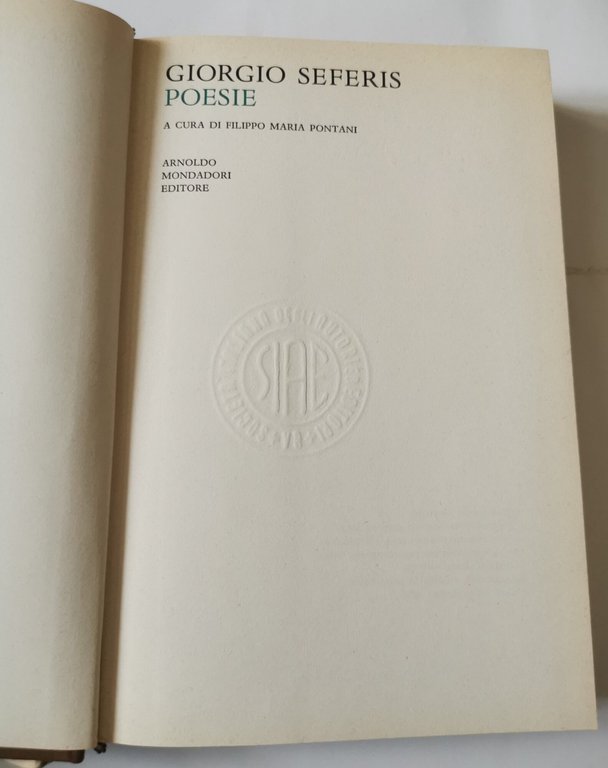 GIORGIO SEFERIS
POESIE
A CURA DI FILIPPO MARIA PONTANI
ARNOLDO
MONDADORI
EDITORE
SIAE